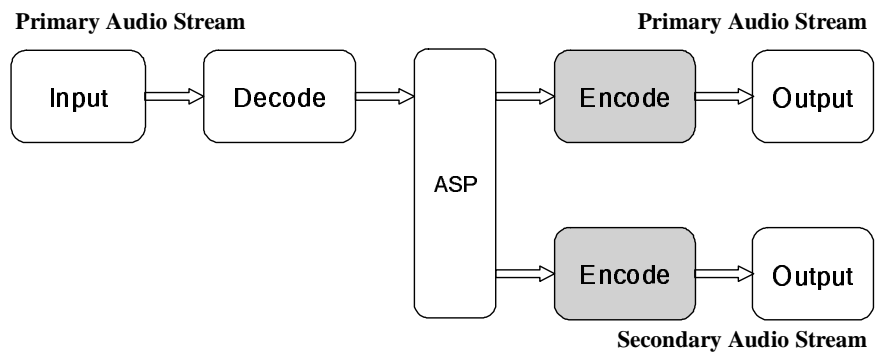 Primary Audio Stream
Primary Audio Stream
Input
Decode
Encode
Output
ASP
Encode
Output
Secondary Audio Stream